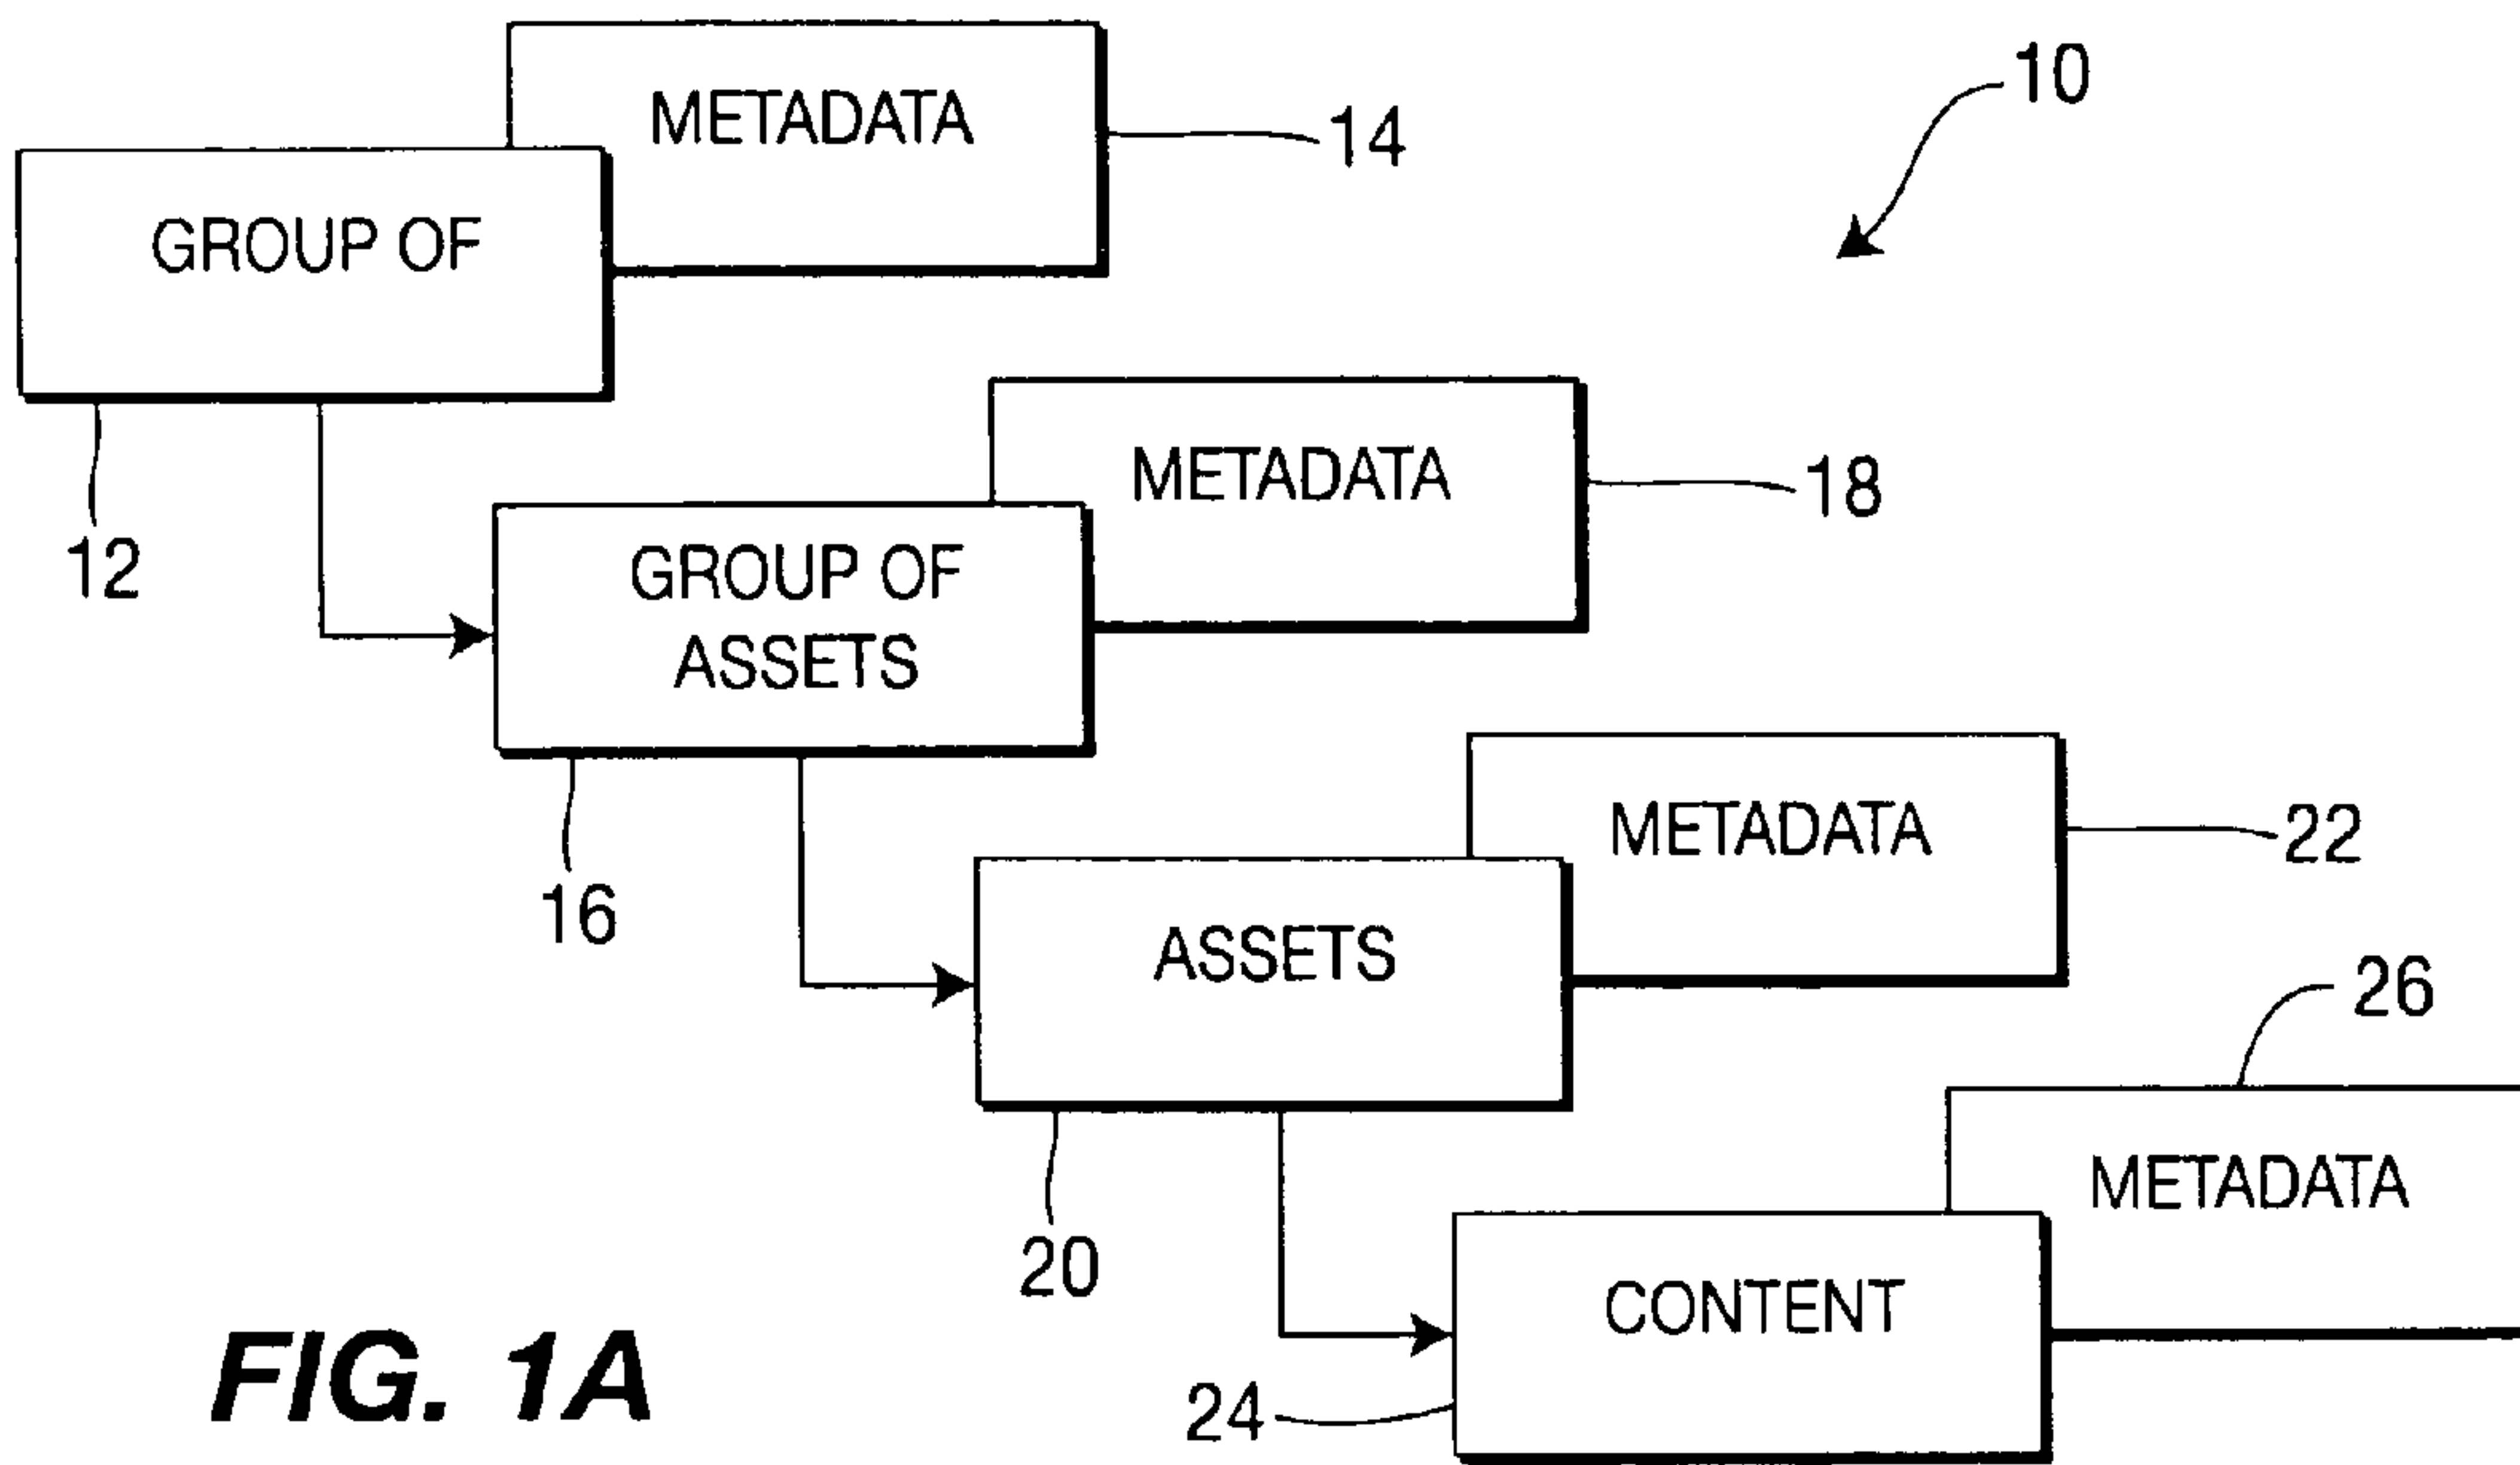 METADATA
10
14
GROUP OF
METADATA
18
12
GROUP OF
ASSETS
METADATA
22
16
ASSETS
26
METADATA
20
CONTENT
FIG. 1A
24